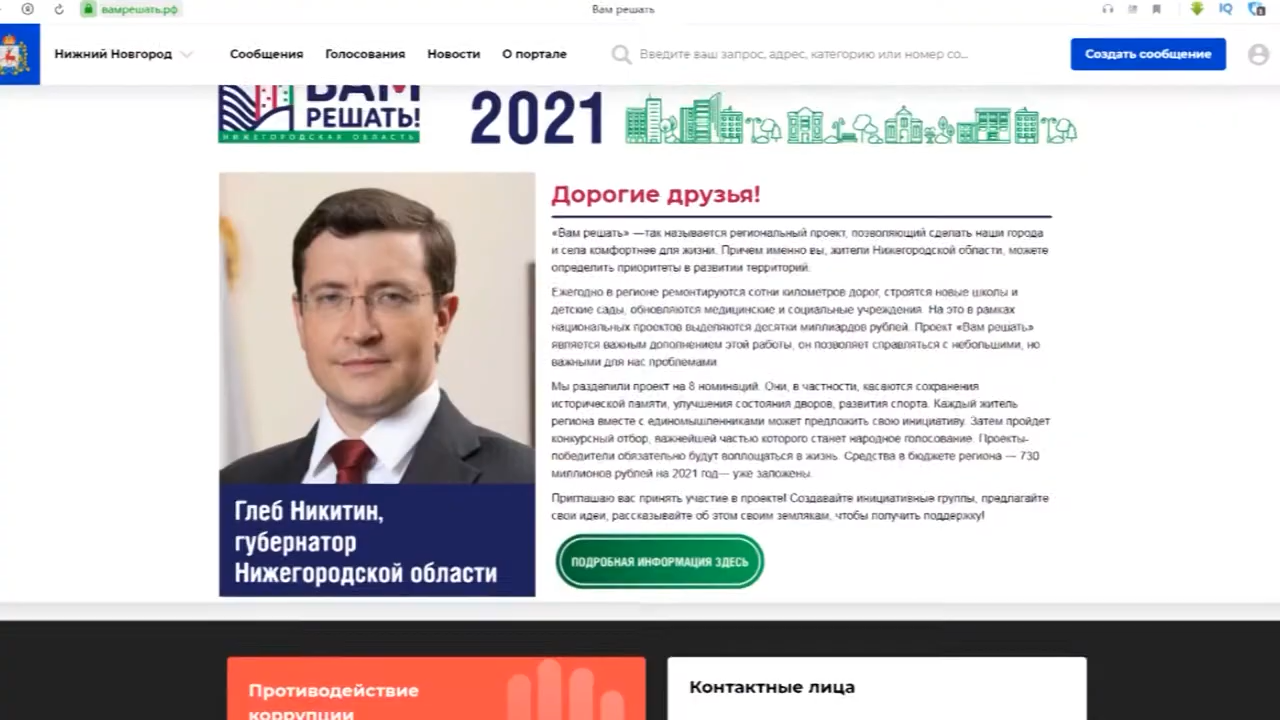 вамрешать.рф
Вам решать
IQ
Нижний Новгород
Сообщения
Голосования
Новости
О портале
Введите ваш запрос, адрес, категорию или номер со...
Создать сообщение
ВАМ
РЕШАТЬ!
НИЖЕГОРОДСКАЯ ОБЛАСТЬ
2021
Дорогие друзья!
«Вам решать» —так называется региональный проект, позволяющий сделать наши города
и села комфортнее для жизни. Причем именно вы, жители Нижегородской области, можете
определить приоритеты в развитии территорий.
Ежегодно в регионе ремонтируются сотни километров дорог, строятся новые школы и
детские сады, обновляются медицинские и социальные учреждения. На это в рамках
национальных проектов выделяются десятки миллиардов рублей. Проект «Вам решать»
является важным дополнением этой работы, он позволяет справляться с небольшими, но
важными для нас проблемами.
Мы разделили проект на 8 номинаций. Они, в частности, касаются сохранения
исторической памяти, улучшения состояния дворов, развития спорта. Каждый житель
региона вместе с единомышленниками может предложить свою инициативу. Затем пройдет
конкурсный отбор, важнейшей частью которого станет народное голосование. Проекты-
победители обязательно будут воплощаться в жизнь. Средства в бюджете региона — 730
миллионов рублей на 2021 год— уже заложены.
Приглашаю вас принять участие в проекте! Создавайте инициативные группы, предлагайте
свои идеи, рассказывайте об этом своим землякам, чтобы получить поддержку!
Глеб Никитин,
губернатор
Нижегородской области
ПОДРОБНАЯ ИНФОРМАЦИЯ ЗДЕСЬ
Противодействие
коррупции
Контактные лица